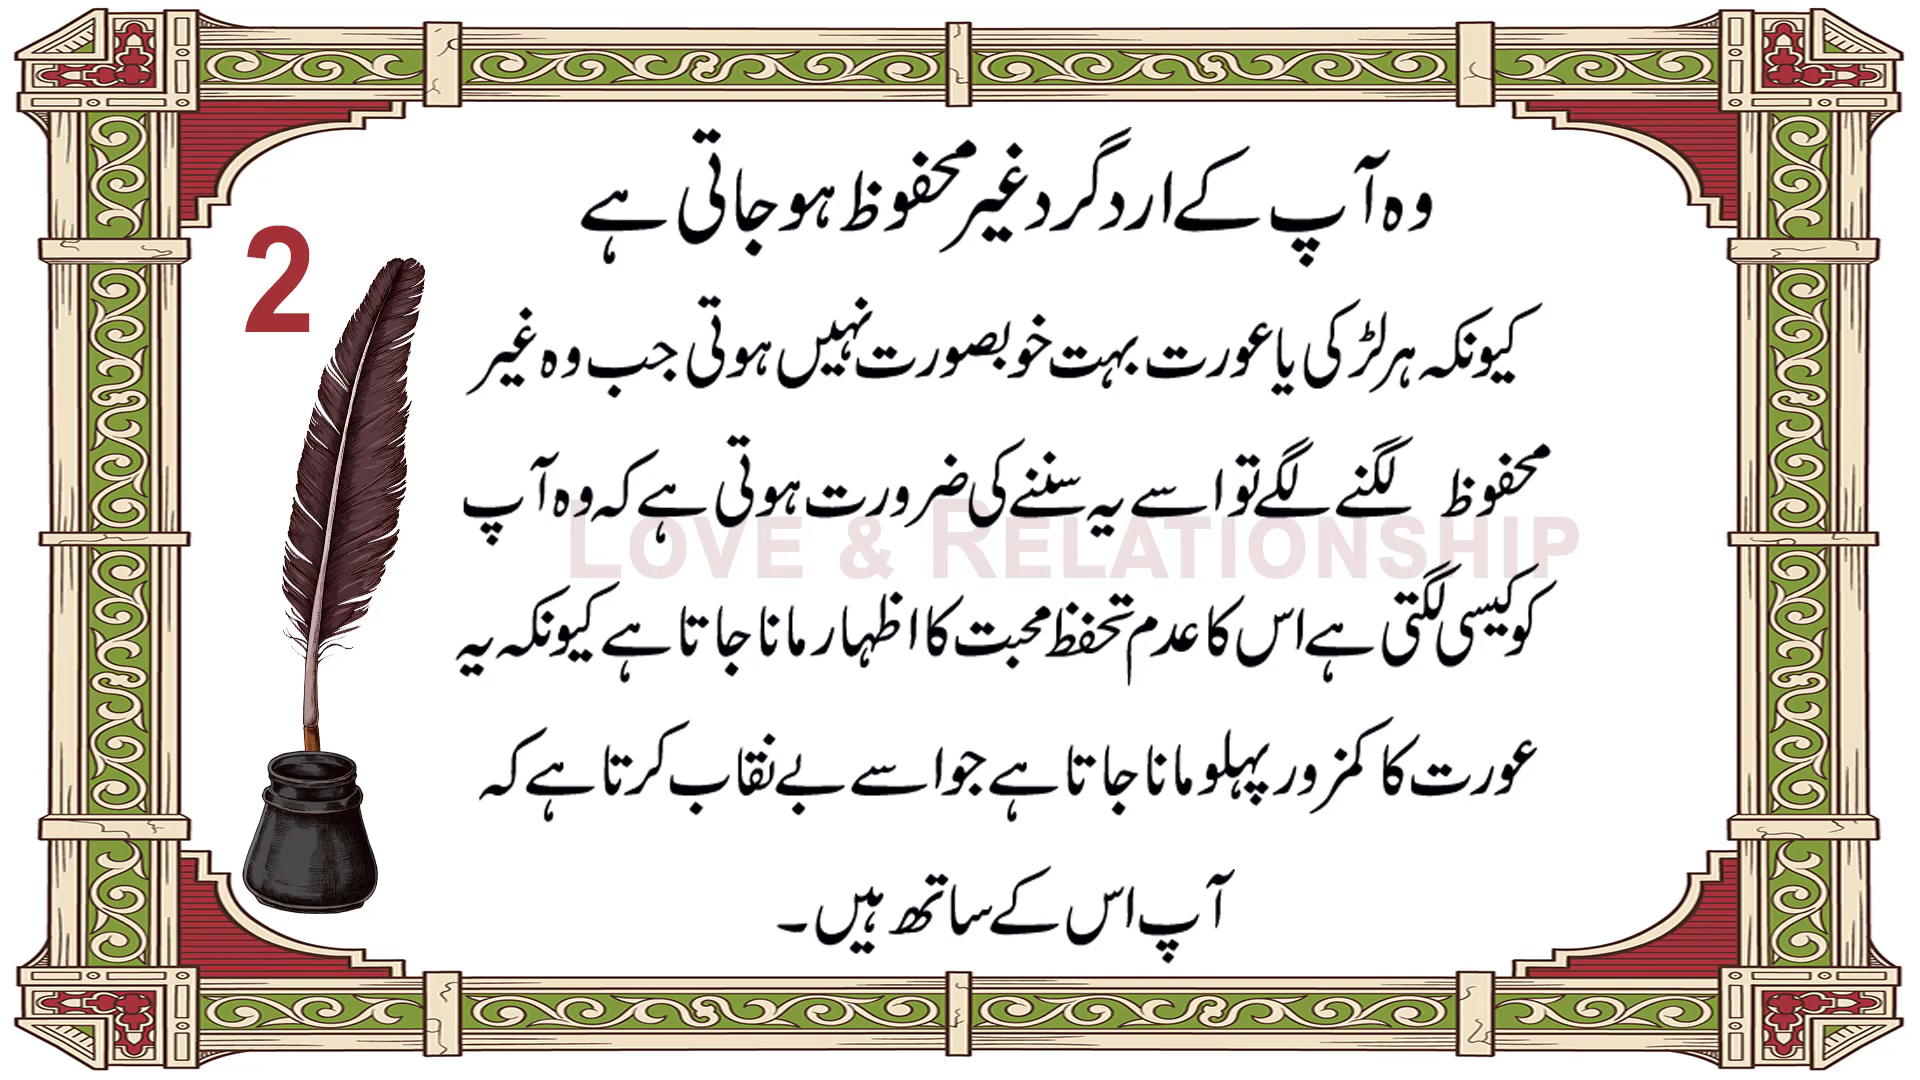 وہ آپ کے ارد گرد غیر محفوظ ہو جاتی ہے
2
کیونکہ ہر لڑکی یا عورت بہت خوبصورت نہیں ہوتی جب وہ غیر
محفوظ لگنے لگے تو اسے یہ سننے کی ضرورت ہوتی ہے کہ وہ آپ
LOVE & RELATIONSHIP
کو کیسی لگتی ہے اس کا عدم تحفظ محبت کا اظہار مانا جاتا ہے کیونکہ یہ
عورت کا کمزور پہلو مانا جاتا ہے جو اسے بے نقاب کرتا ہے کہ
آپ اس کے ساتھ ہیں۔